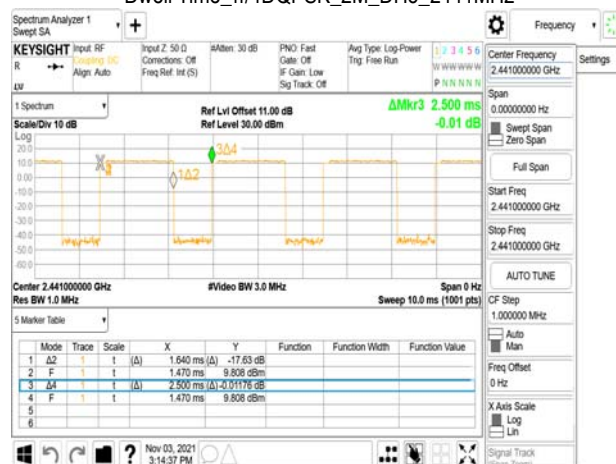 Dwell Time_π/4DQPSK_2M_DH3_2441MHz
Spectrum Analyzer 1
Swept SA
Frequency
KEYSIGHT
R
LW
Input: RF
Coupling: DC
Align: Auto
Input Z: 50 Ω
Corrections: Off
Freq Ref: Int (S)
#Atten: 30 dB
PNO: Fast
Gate: Off
IF Gain: Low
Sig Track: Off
Avg Type: Log-Power
Trig: Free Run
1 2 3 4 5 6
W W W W W W
P N N N N N
Center Frequency
2.441000000 GHz
Settings
Span
0.00000000 Hz
Swept Span
Zero Span
Full Span
Start Freq
2.441000000 GHz
Stop Freq
2.441000000 GHz
AUTO TUNE
CF Step
1.000000 MHz
Auto
Man
Freq Offset
0 Hz
X Axis Scale
Log
Lin
Signal Track
1 Spectrum
Scale/Div 10 dB
Log
Ref Lvl Offset 11.00 dB
Ref Level 30.00 dBm
ΔMkr3 2.500 ms
-0.01 dB
20.0
10.0
0.00
-10.0
-20.0
-30.0
-40.0
-50.0
-60.0
3Δ4
1Δ2
Center 2.441000000 GHz
#Video BW 3.0 MHz
Span 0 Hz
Res BW 1.0 MHz
Sweep 10.0 ms (1001 pts)
5 Marker Table
Mode Trace Scale X Y Function Function Width Function Value
1 Δ2 1 t (Δ) 1.640 ms (Δ) -17.63 dB
2 F 1 t 1.470 ms 9.808 dBm
3 Δ4 1 t (Δ) 2.500 ms (Δ) -0.01176 dB
4 F 1 t 1.470 ms 9.808 dBm
5
6
?
Nov 03, 2021
3:14:37 PM